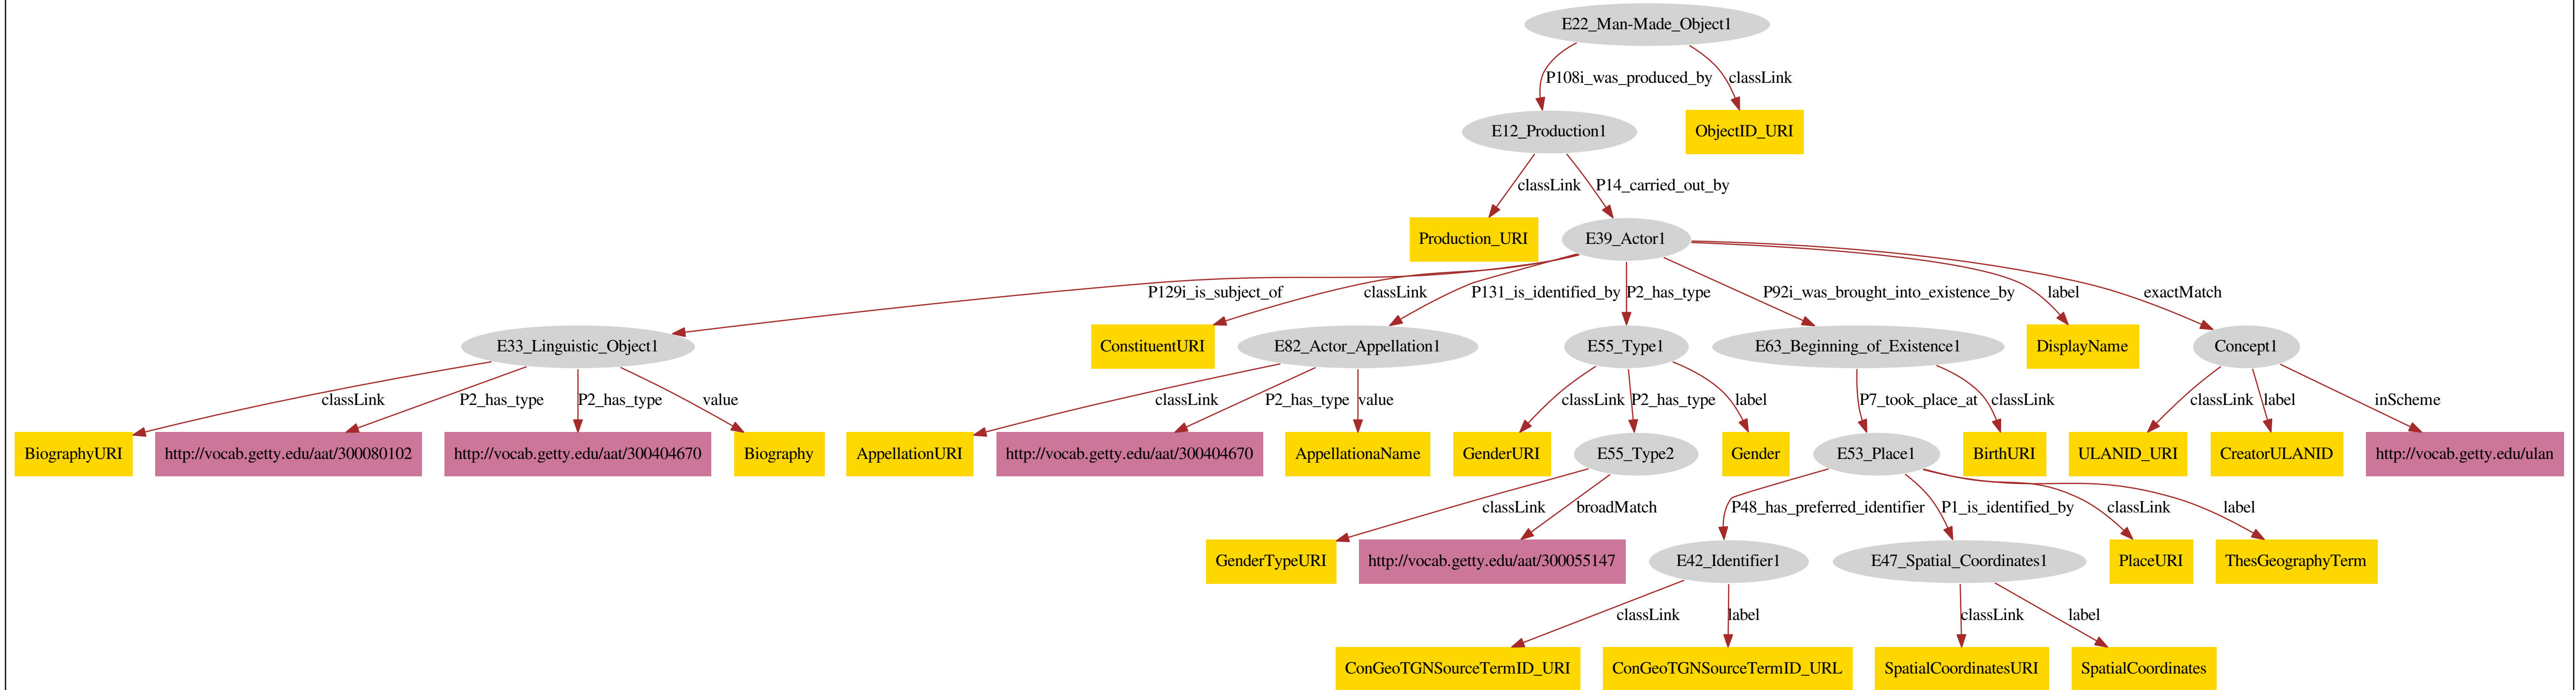 E22_Man-Made_Object1
P108i_was_produced_by classLink
E12_Production1 ObjectID_URI
classLink P14_carried_out_by
Production_URI E39_Actor1
P129i_is_subject_of classLink P131_is_identified_by P2_has_type P92i_was_brought_into_existence_by label exactMatch
E33_Linguistic_Object1 ConstituentURI E82_Actor_Appellation1 E55_Type1 E63_Beginning_of_Existence1 DisplayName Concept1
classLink P2_has_type P2_has_type value classLink P2_has_type value classLink P2_has_type label P7_took_place_at classLink classLink label inScheme
BiographyURI http://vocab.getty.edu/aat/300080102 http://vocab.getty.edu/aat/300404670 Biography AppellationURI http://vocab.getty.edu/aat/300404670 AppellationaName GenderURI E55_Type2 Gender E53_Place1 BirthURI ULANID_URI CreatorULANID http://vocab.getty.edu/ulan
classLink broadMatch P48_has_preferred_identifier P1_is_identified_by classLink label
GenderTypeURI http://vocab.getty.edu/aat/300055147 E42_Identifier1 E47_Spatial_Coordinates1 PlaceURI ThesGeographyTerm
classLink label classLink label
ConGeoTGNSourceTermID_URI ConGeoTGNSourceTermID_URL SpatialCoordinatesURI SpatialCoordinates